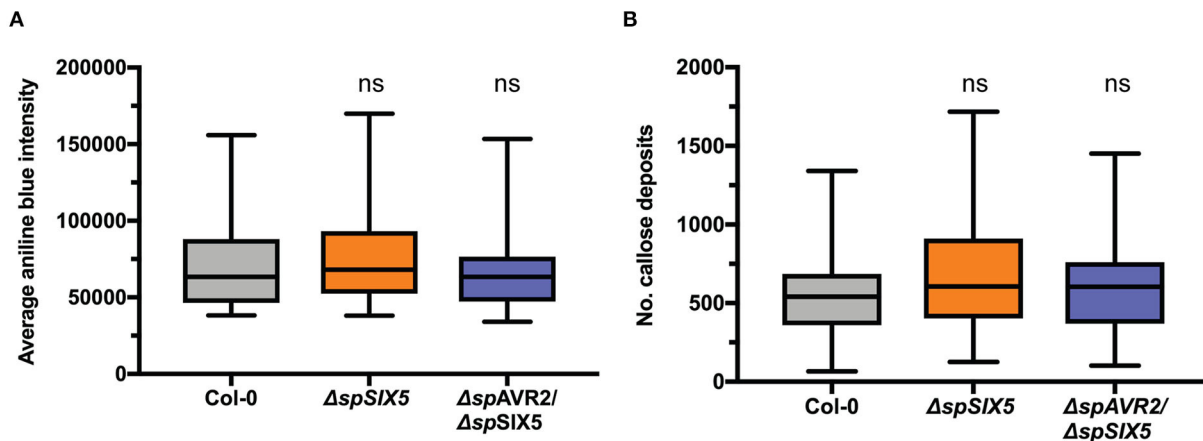 A
Average aniline blue intensity
200000
150000
100000
50000
0
ns
ns
Col-0
ΔspSIX5
ΔspAVR2/
ΔspSIX5
B
No. callose deposits
2000
1500
1000
500
0
ns
ns
Col-0
ΔspSIX5
ΔspAVR2/
ΔspSIX5